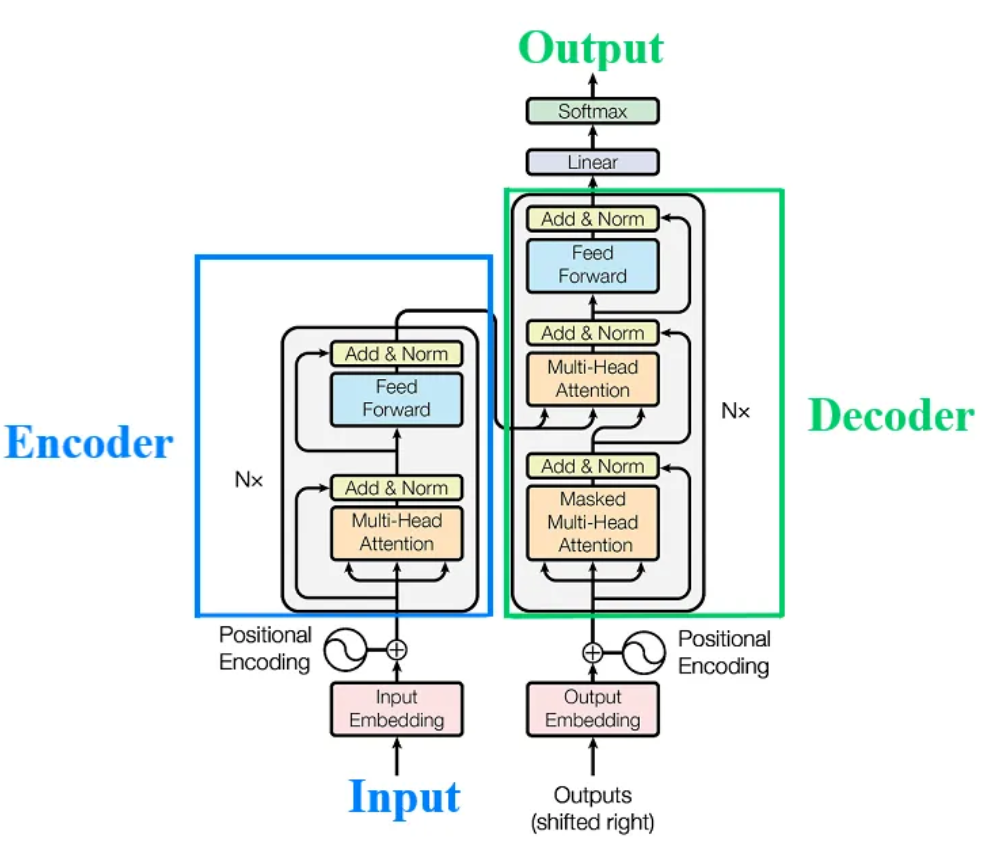 Output
Softmax
Linear
Add & Norm
Feed
Forward
Add & Norm
Multi-Head
Attention
Nx
Decoder
Add & Norm
Masked
Multi-Head
Attention
Positional
Encoding
Output
Embedding
Outputs
(shifted right)
Encoder
Add & Norm
Feed
Forward
Nx
Add & Norm
Multi-Head
Attention
Positional
Encoding
Input
Embedding
Input